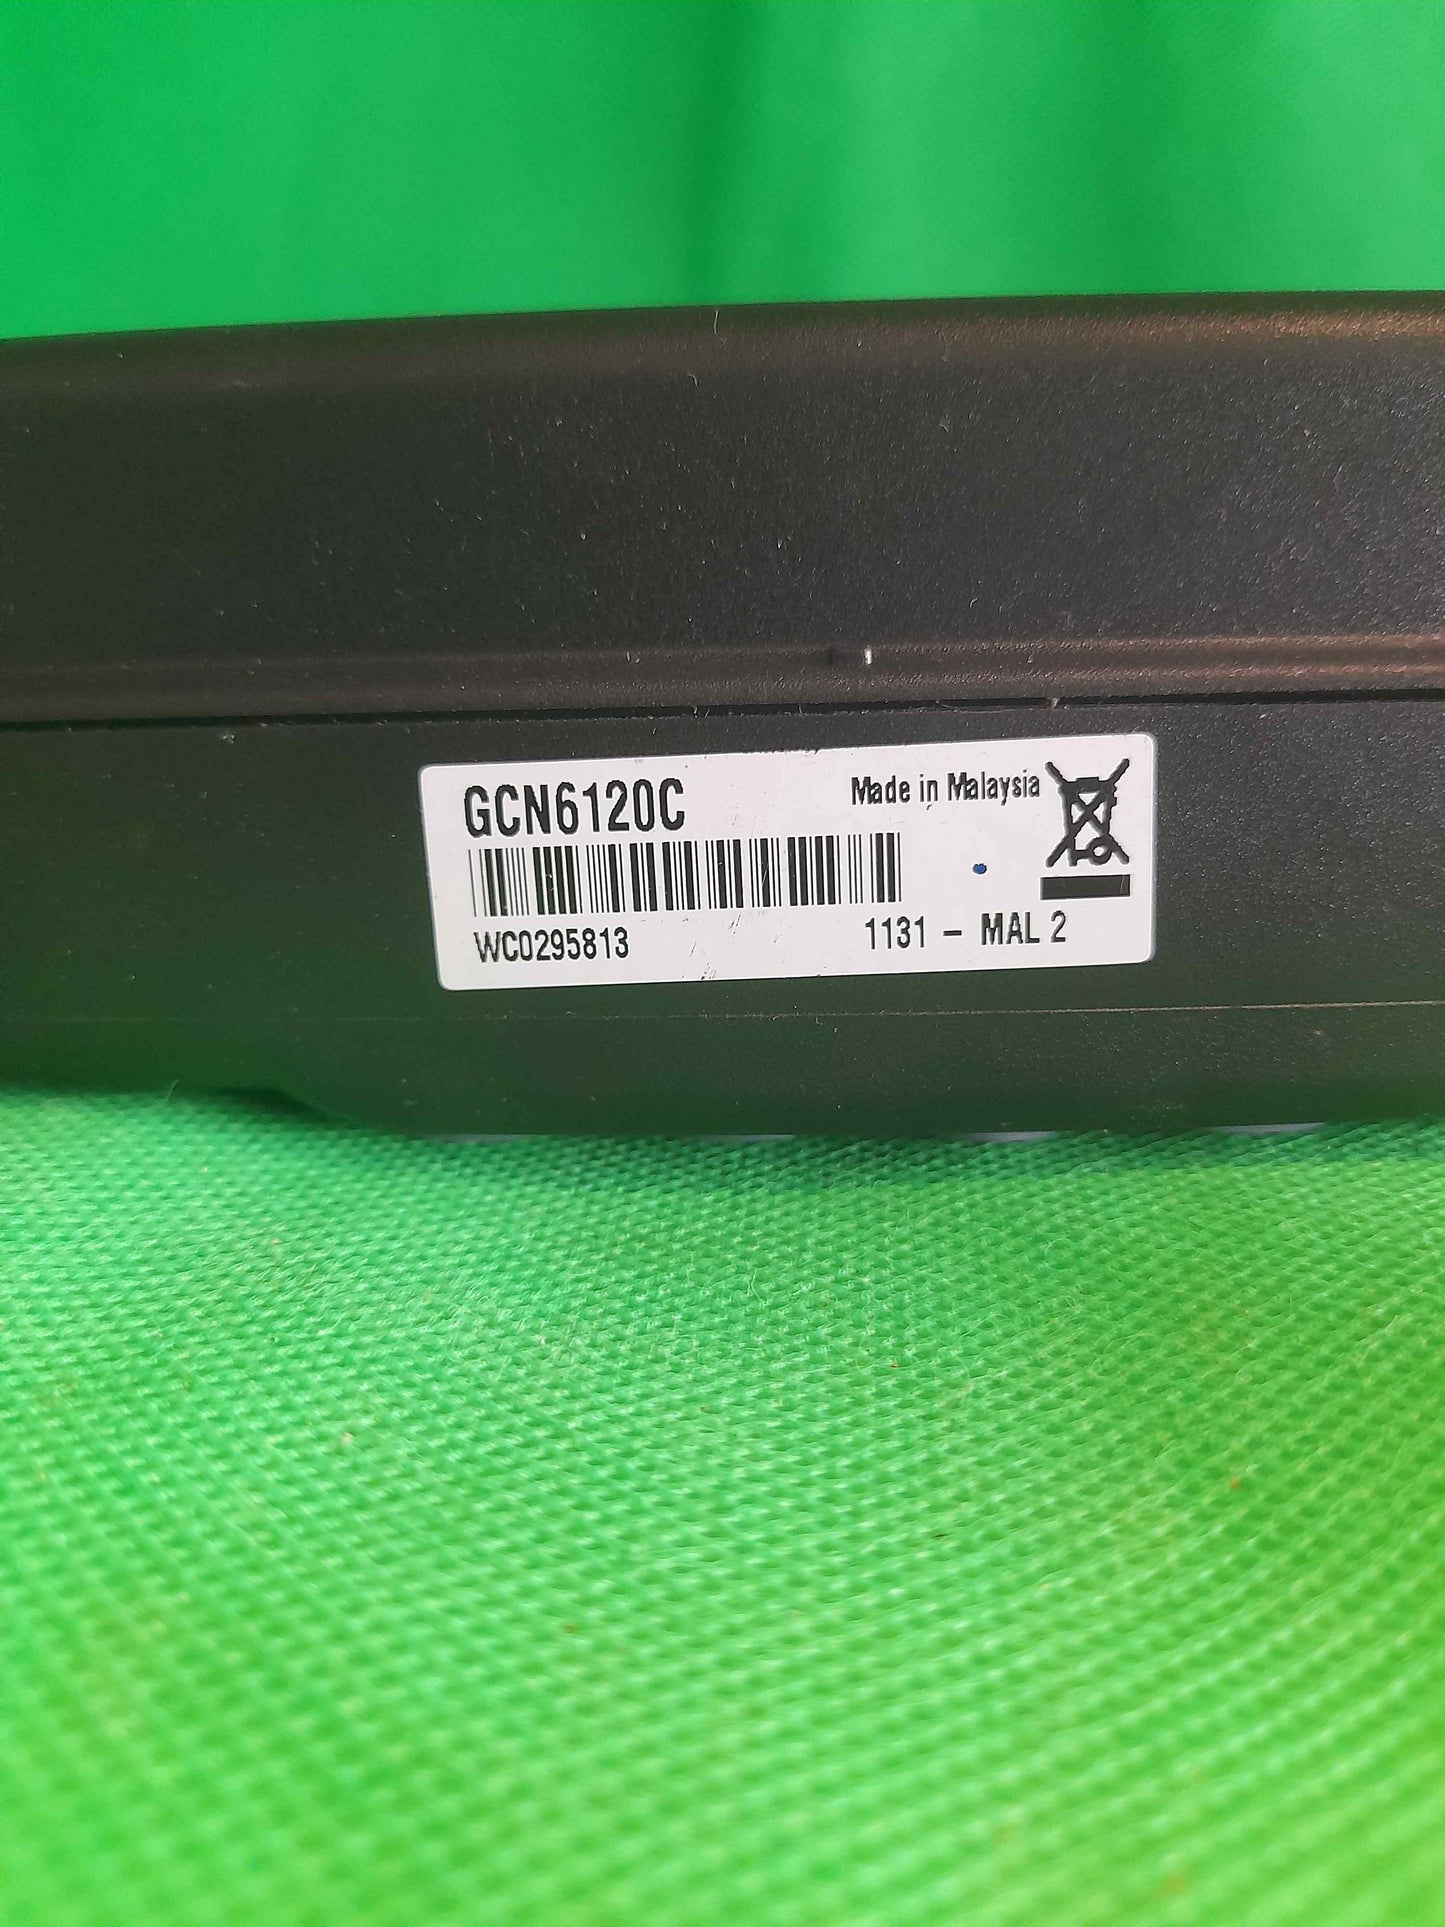 GCN6120C
Made in Malaysia
WC0295813
1131 - MAL 2